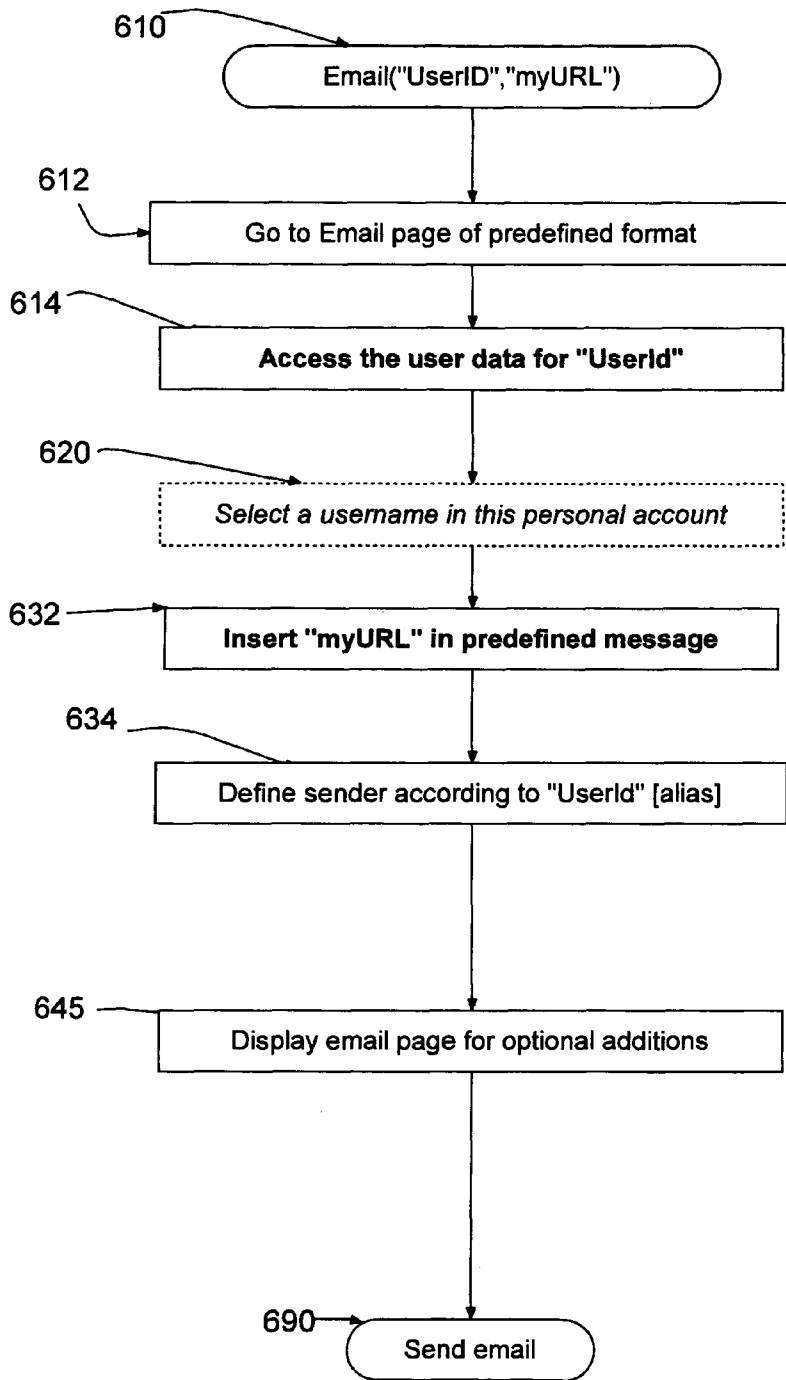 610
Email("UserID","myURL")
612
Go to Email page of predefined format
614
Access the user data for "UserId"
620
Select a username in this personal account
632
Insert "myURL" in predefined message
634
Define sender according to "UserId" [alias]
645
Display email page for optional additions
690
Send email